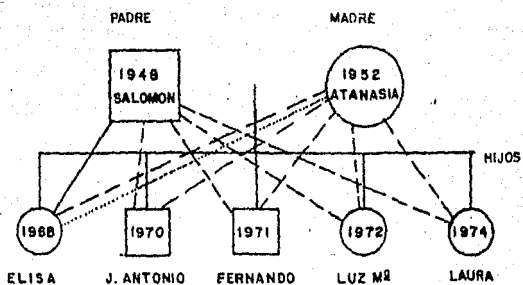 PADRE MADRE
1948 1952
SALOMON ATANASIA
HIJOS
1968 1970 1971 1972 1974
ELISA J. ANTONIO FERNANDO LUZ Mª LAURA